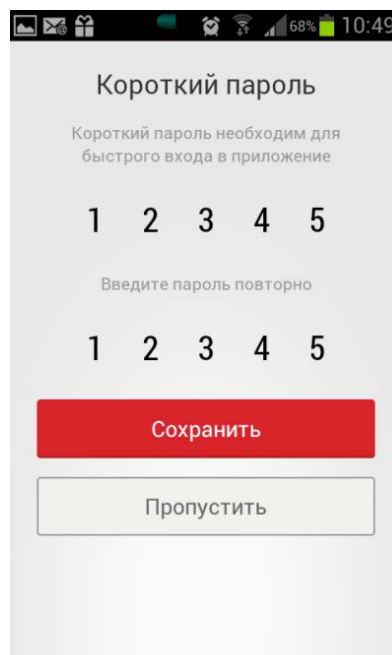 68% 10:49
Короткий пароль
Короткий пароль необходим для
быстрого входа в приложение
1 2 3 4 5
Введите пароль повторно
1 2 3 4 5
Сохранить
Пропустить